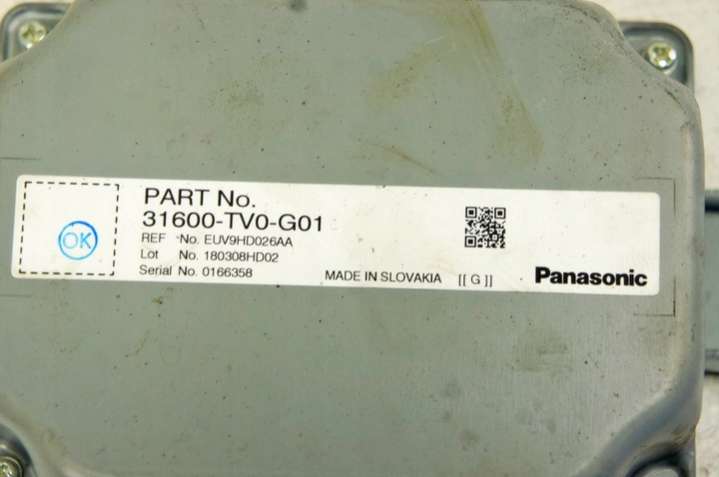 PART No.
31600-TV0-G01
REF No. EUV9HD026AA
Lot No. 180308HD02
Serial No. 0166358
OK
MADE IN SLOVAKIA [[ G ]]
Panasonic